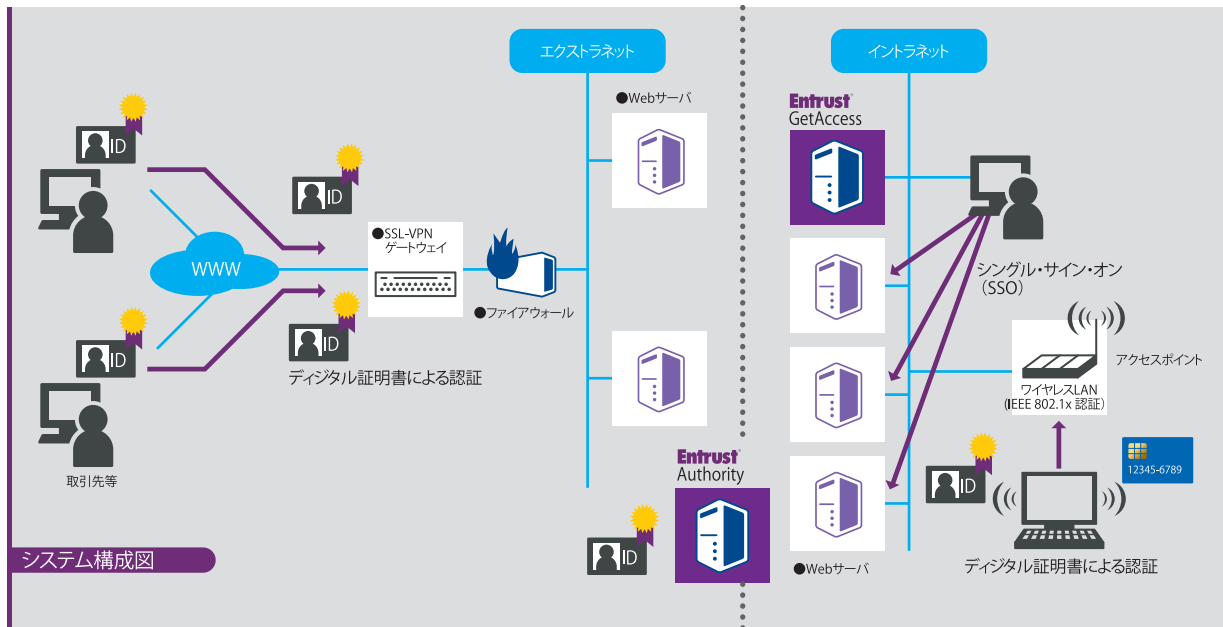 エクストラネット
イントラネット
●Webサーバ
Entrust
GetAccess
ID
ID
●SSL-VPN
ゲートウェイ
WWW
●ファイアウォール
シングル・サイン・オン
(SSO)
ID
ID
ディジタル証明書による認証
アクセスポイント
ワイヤレスLAN
(IEEE 802.1x 認証)
取引先等
Entrust
Authority
12345-6789
ID
ID
システム構成図
●Webサーバ
ディジタル証明書による認証